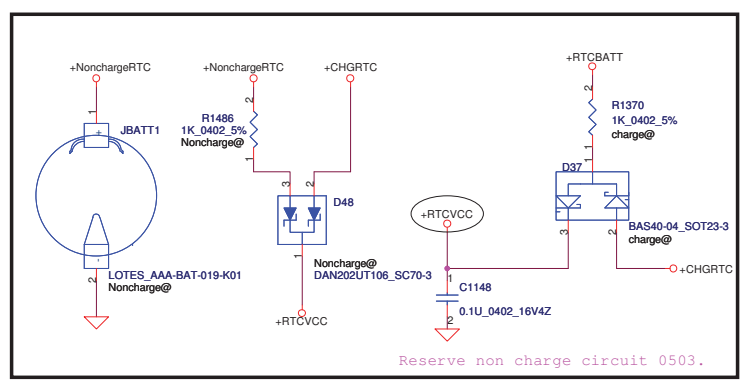 +NonchargeRTC
1
JBATT1
+
-
2
LOTES_AAA-BAT-019-K01
Noncharge@
+NonchargeRTC
+CHGRTC
2
R1486
1K_0402_5%
Noncharge@
1
3
2
D48
1
Noncharge@
DAN202UT106_SC70-3
+RTCVCC
+RTCBATT
2
R1370
1K_0402_5%
charge@
1
1
D37
+RTCVCC
BAS40-04_SOT23-3
charge@
3
2
+CHGRTC
1
C1148
0.1U_0402_16V4Z
2
Reserve non charge circuit 0503.